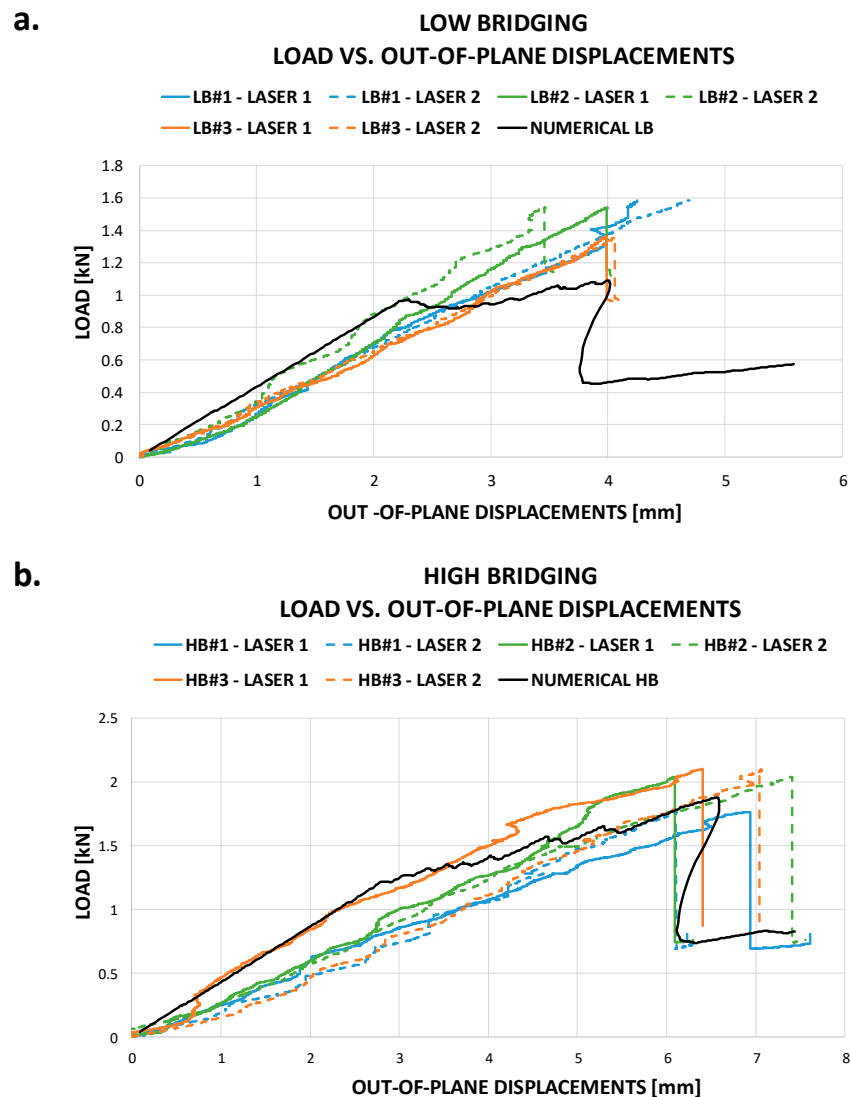 a.
LOW BRIDGING
LOAD VS. OUT-OF-PLANE DISPLACEMENTS
LB#1 - LASER 1 LB#1 - LASER 2 LB#2 - LASER 1 LB#2 - LASER 2
LB#3 - LASER 1 LB#3 - LASER 2 NUMERICAL LB
1.8
1.6
1.4
1.2
1
0.8
0.6
0.4
0.2
0
LOAD [kN]
0 1 2 3 4 5 6
OUT -OF-PLANE DISPLACEMENTS [mm]
b.
HIGH BRIDGING
LOAD VS. OUT-OF-PLANE DISPLACEMENTS
HB#1 - LASER 1 HB#1 - LASER 2 HB#2 - LASER 1 HB#2 - LASER 2
HB#3 - LASER 1 HB#3 - LASER 2 NUMERICAL HB
2.5
2
1.5
1
0.5
0
LOAD [kN]
0 1 2 3 4 5 6 7 8
OUT-OF-PLANE DISPLACEMENTS [mm]